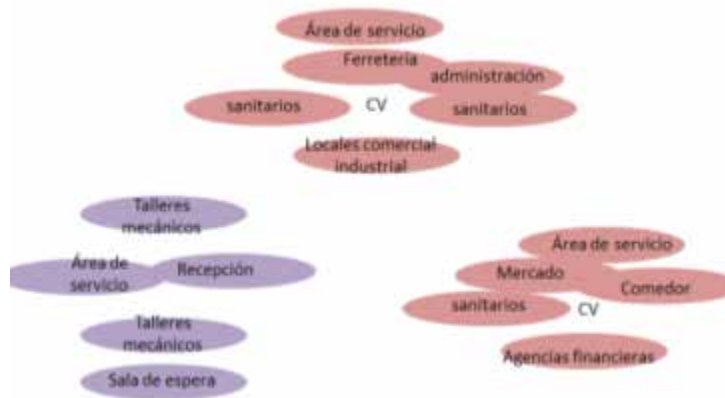 Área de servicio
Ferretería
administración
sanitarios
CV
sanitarios
Locales comercial
industrial
Talleres
mecánicos
Área de
servicio
Recepción
Talleres
mecánicos
Sala de espera
Área de servicio
Mercado
Comedor
sanitarios
CV
Agencias financieras